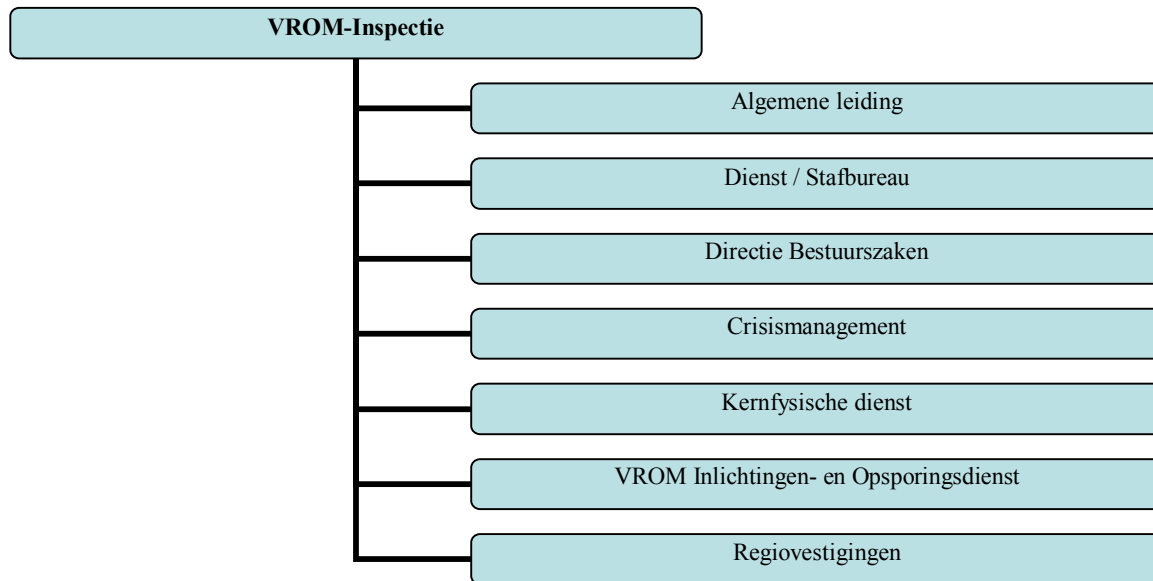 VROM-Inspectie
Algemene leiding
Dienst / Stafbureau
Directie Bestuurszaken
Crisismanagement
Kernfysische dienst
VROM Inlichtingen- en Opsporingsdienst
Regiovestigingen